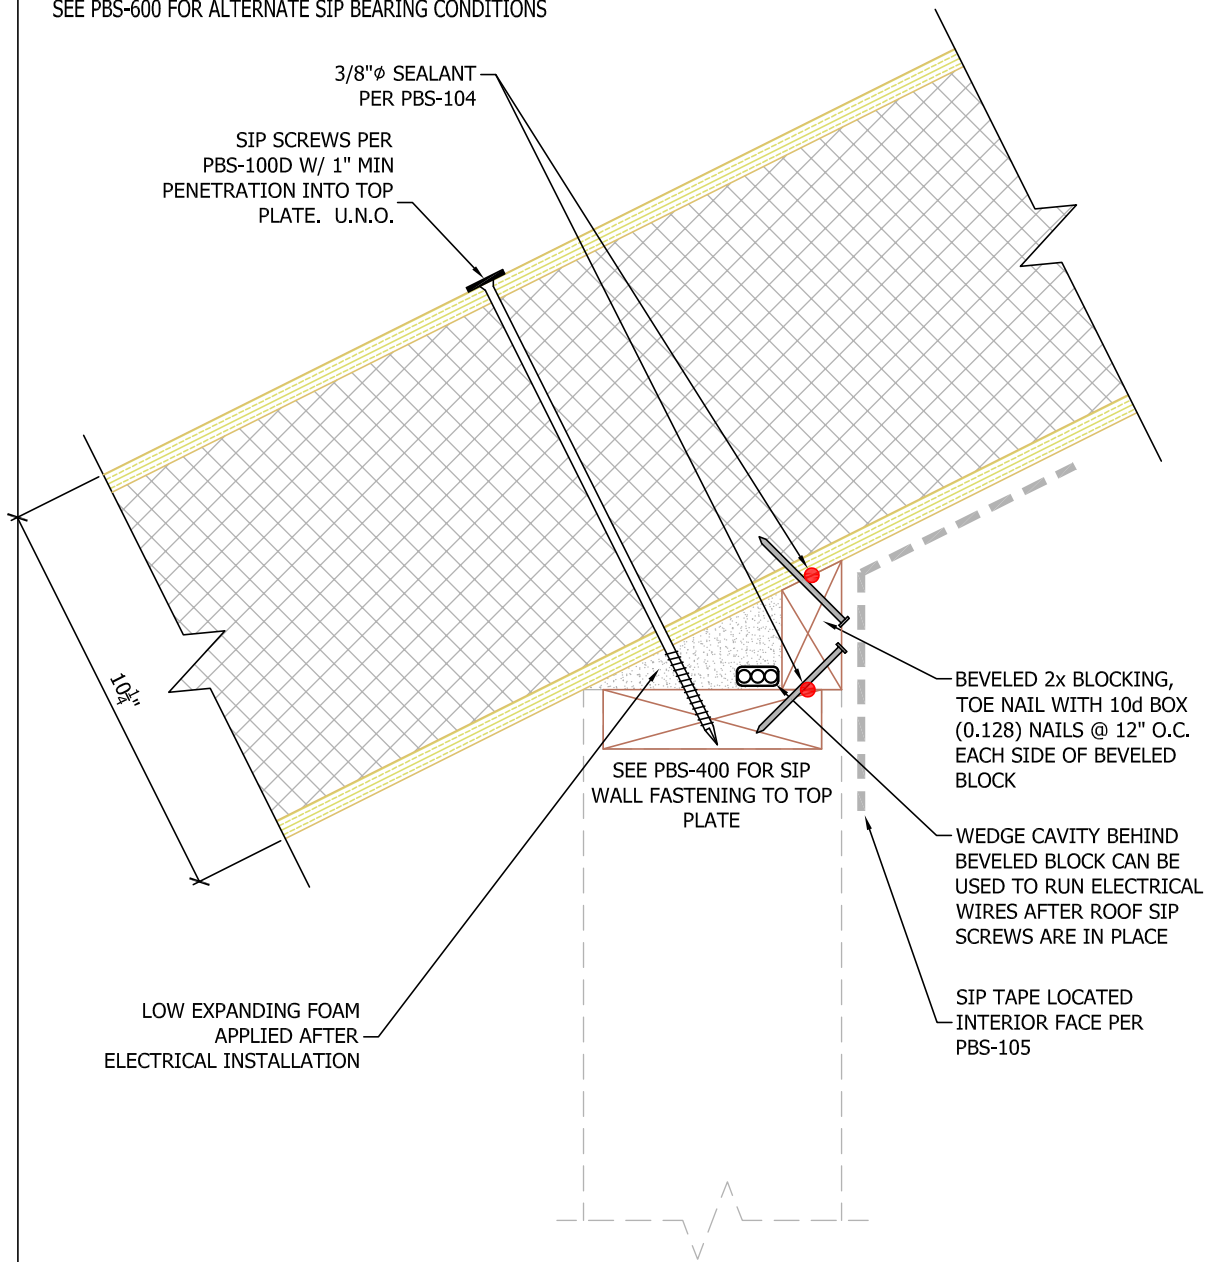 SEE PBS-600 FOR ALTERNATE SIP BEARING CONDITIONS
3/8"⌀ SEALANT
PER PBS-104
SIP SCREWS PER
PBS-100D W/ 1" MIN
PENETRATION INTO TOP
PLATE. U.N.O.
10¼"
BEVELED 2x BLOCKING,
TOE NAIL WITH 10d BOX
(0.128) NAILS @ 12" O.C.
EACH SIDE OF BEVELED
BLOCK
SEE PBS-400 FOR SIP
WALL FASTENING TO TOP
PLATE
WEDGE CAVITY BEHIND
BEVELED BLOCK CAN BE
USED TO RUN ELECTRICAL
WIRES AFTER ROOF SIP
SCREWS ARE IN PLACE
LOW EXPANDING FOAM
APPLIED AFTER
ELECTRICAL INSTALLATION
SIP TAPE LOCATED
INTERIOR FACE PER
PBS-105